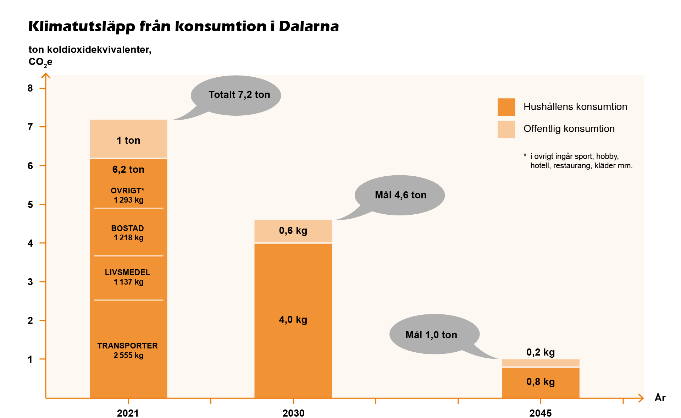 Klimatutsläpp från konsumtion i Dalarna
ton koldioxidekvivalenter,
CO2e
8
7
6
5
4
3
2
1
Totalt 7,2 ton
1 ton
6,2 ton
ÖVRIGT*
1 293 kg
BOSTAD
1 218 kg
LIVSMEDEL
1 137 kg
TRANSPORTER
2 555 kg
Mål 4,6 ton
0,6 kg
4,0 kg
Mål 1,0 ton
0,2 kg
0,8 kg
Hushållens konsumtion
Offentlig konsumtion
* i övrigt ingår sport, hobby,
hotell, restaurang, kläder mm.
2021
2030
2045
År